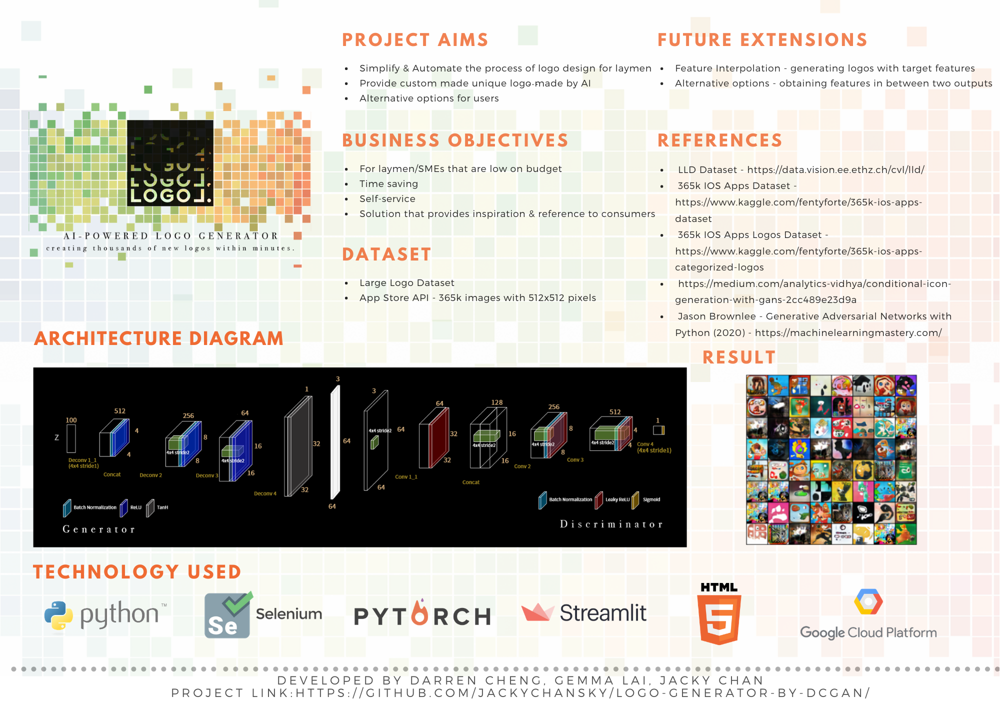 LOGO
LOGO
LOGO
LOGO
AI-POWERED LOGO GENERATOR
creating thousands of new logos within minutes.
PROJECT AIMS
• Simplify & Automate the process of logo design for laymen
• Provide custom made unique logo made by AI
• Alternative options for users
BUSINESS OBJECTIVES
• For laymen/SMEs that are low on budget
• Time saving
• Self-service
• Solution that provides inspiration & reference to consumers
DATASET
• Large Logo Dataset
• App Store API - 365k images with 512x512 pixels
FUTURE EXTENSIONS
• Feature Interpolation - generating logos with target features
• Alternative options - obtaining features in between two outputs
REFERENCES
• LLD Dataset - https://data.vision.ee.ethz.ch/cvl/lld/
• 365k IOS Apps Dataset -
https://www.kaggle.com/fentyforte/365k-ios-apps-
dataset
• 365k IOS Apps Logos Dataset -
https://www.kaggle.com/fentyforte/365k-ios-apps-
categorized-logos
• https://medium.com/analytics-vidhya/conditional-icon-
generation-with-gans-2cc489e23d9a
• Jason Brownlee - Generative Adversarial Networks with
Python (2020) - https://machinelearningmastery.com/
ARCHITECTURE DIAGRAM
Z
100
Deconv 1_1
(4x4 stride1)
512
4
4
Concat
256
8
8
4x4 stride2
Deconv 2
64
16
16
4x4 stride2
Deconv 3
1
32
32
Deconv 4
3
64
64
3
4x4 stride2
64
64
Conv 1_1
64
32
32
128
4x4 stride2
16
16
Concat
256
4x4 stride2
8
8
Conv 2
512
4x4 stride2
4
4
Conv 3
1
Conv 4
(4x4 stride1)
Batch Normalization
ReLU
TanH
Generator
Batch Normalization
Leaky ReLU
Sigmoid
Discriminator
RESULT
TECHNOLOGY USED
python™
Se
Selenium
PYTORCH
Streamlit
HTML
5
Google Cloud Platform
DEVELOPED BY DARREN CHENG, GEMMA LAI, JACKY CHAN
PROJECT LINK:HTTPS://GITHUB.COM/JACKYCHANSKY/LOGO-GENERATOR-BY-DCGAN/